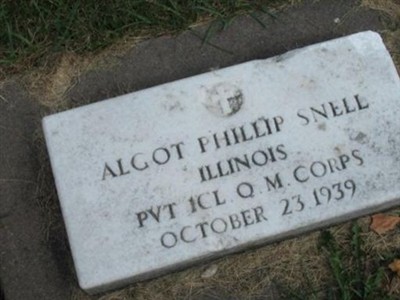 ALGOT PHILLIP SNELL
ILLINOIS
PVT 1CL Q.M. CORPS
OCTOBER 23 1939